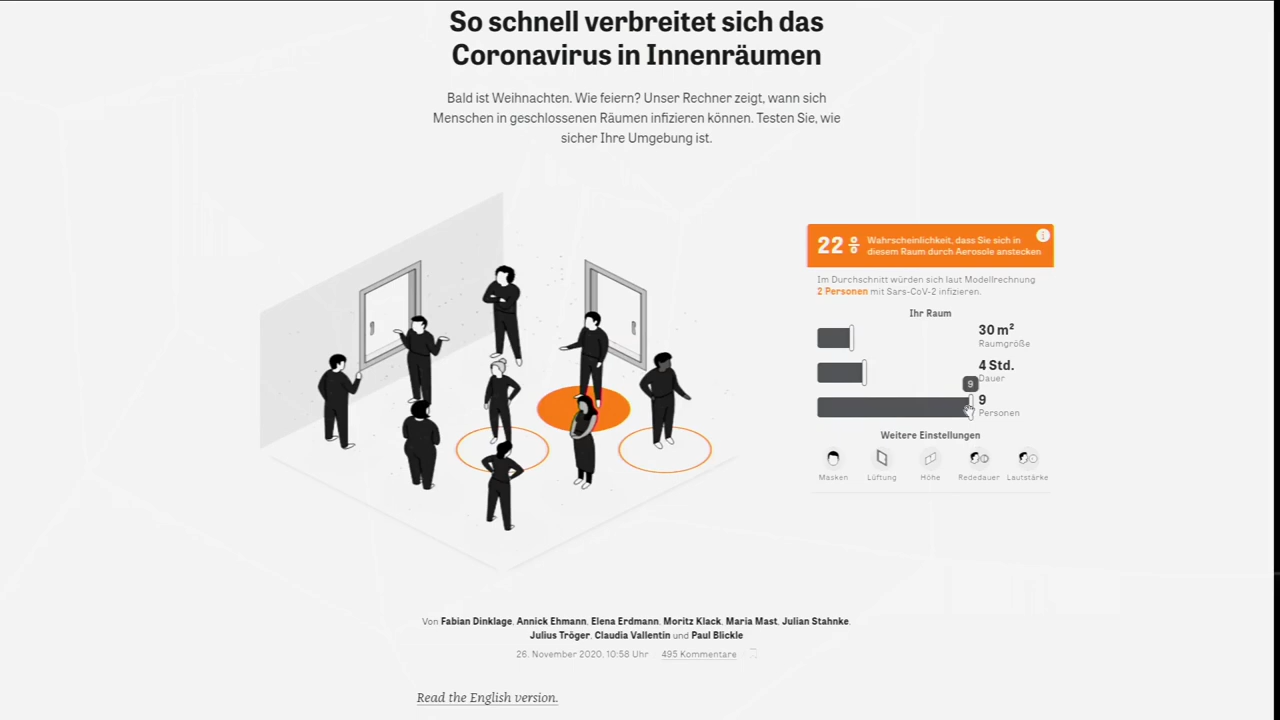 So schnell verbreitet sich das
Coronavirus in Innenräumen
Bald ist Weihnachten. Wie feiern? Unser Rechner zeigt, wann sich
Menschen in geschlossenen Räumen infizieren können. Testen Sie, wie
sicher Ihre Umgebung ist.
22 % Wahrscheinlichkeit, dass Sie sich in
diesem Raum durch Aerosole anstecken
Im Durchschnitt würden sich laut Modellrechnung
2 Personen mit Sars-CoV-2 infizieren.
Ihr Raum
30 m²
Raumgröße
4 Std.
Dauer
9
9
Personen
Weitere Einstellungen
Masken Lüftung Höhe Rededauer Lautstärke
Von Fabian Dinklage, Annick Ehmann, Elena Erdmann, Moritz Klack, Maria Mast, Julian Stahnke,
Julius Tröger, Claudia Vallentin und Paul Blickle
26. November 2020, 10:58 Uhr 495 Kommentare
Read the English version.